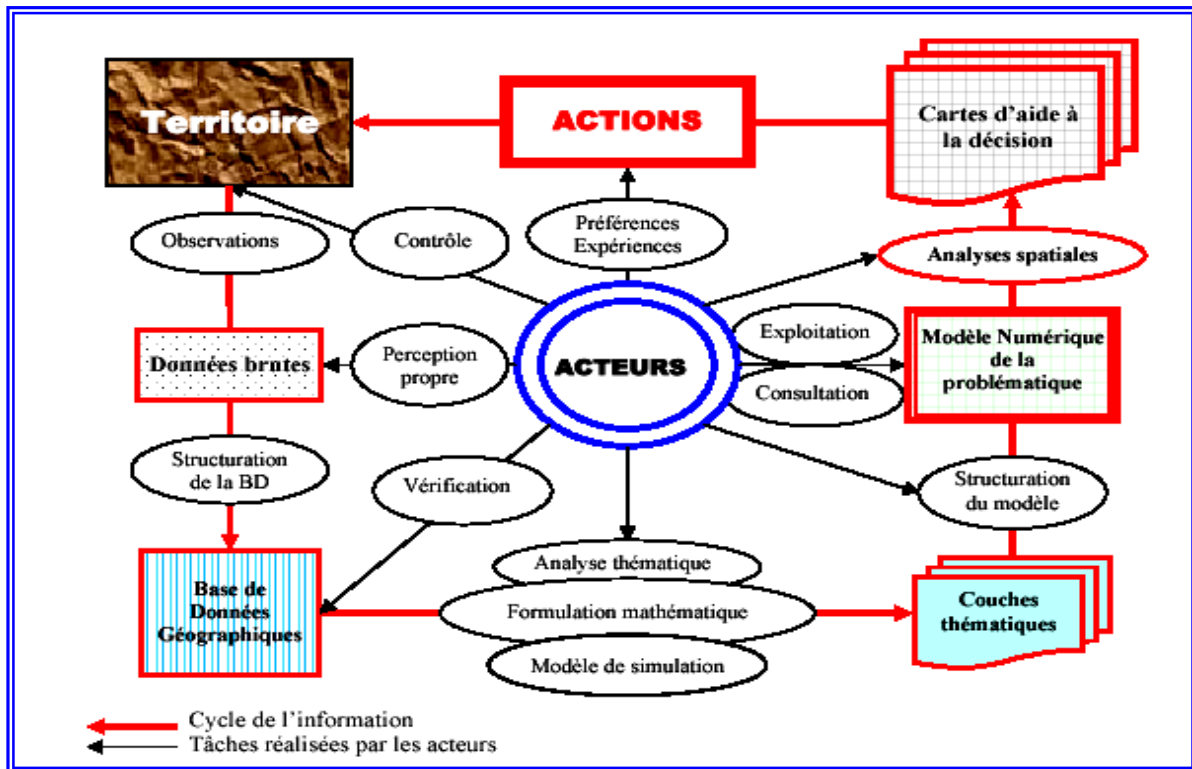 Territoire
ACTIONS
Cartes d'aide à
la décision
Observations
Contrôle
Préférences
Expériences
Analyses spatiales
Données brutes
Perception
propre
ACTEURS
Exploitation
Consultation
Modèle Numérique
de la
problématique
Structuration
de la BD
Vérification
Structuration
du modèle
Base de
Données
Géographiques
Analyse thématique
Formulation mathématique
Modèle de simulation
Couches
thématiques
Cycle de l'information
Tâches réalisées par les acteurs